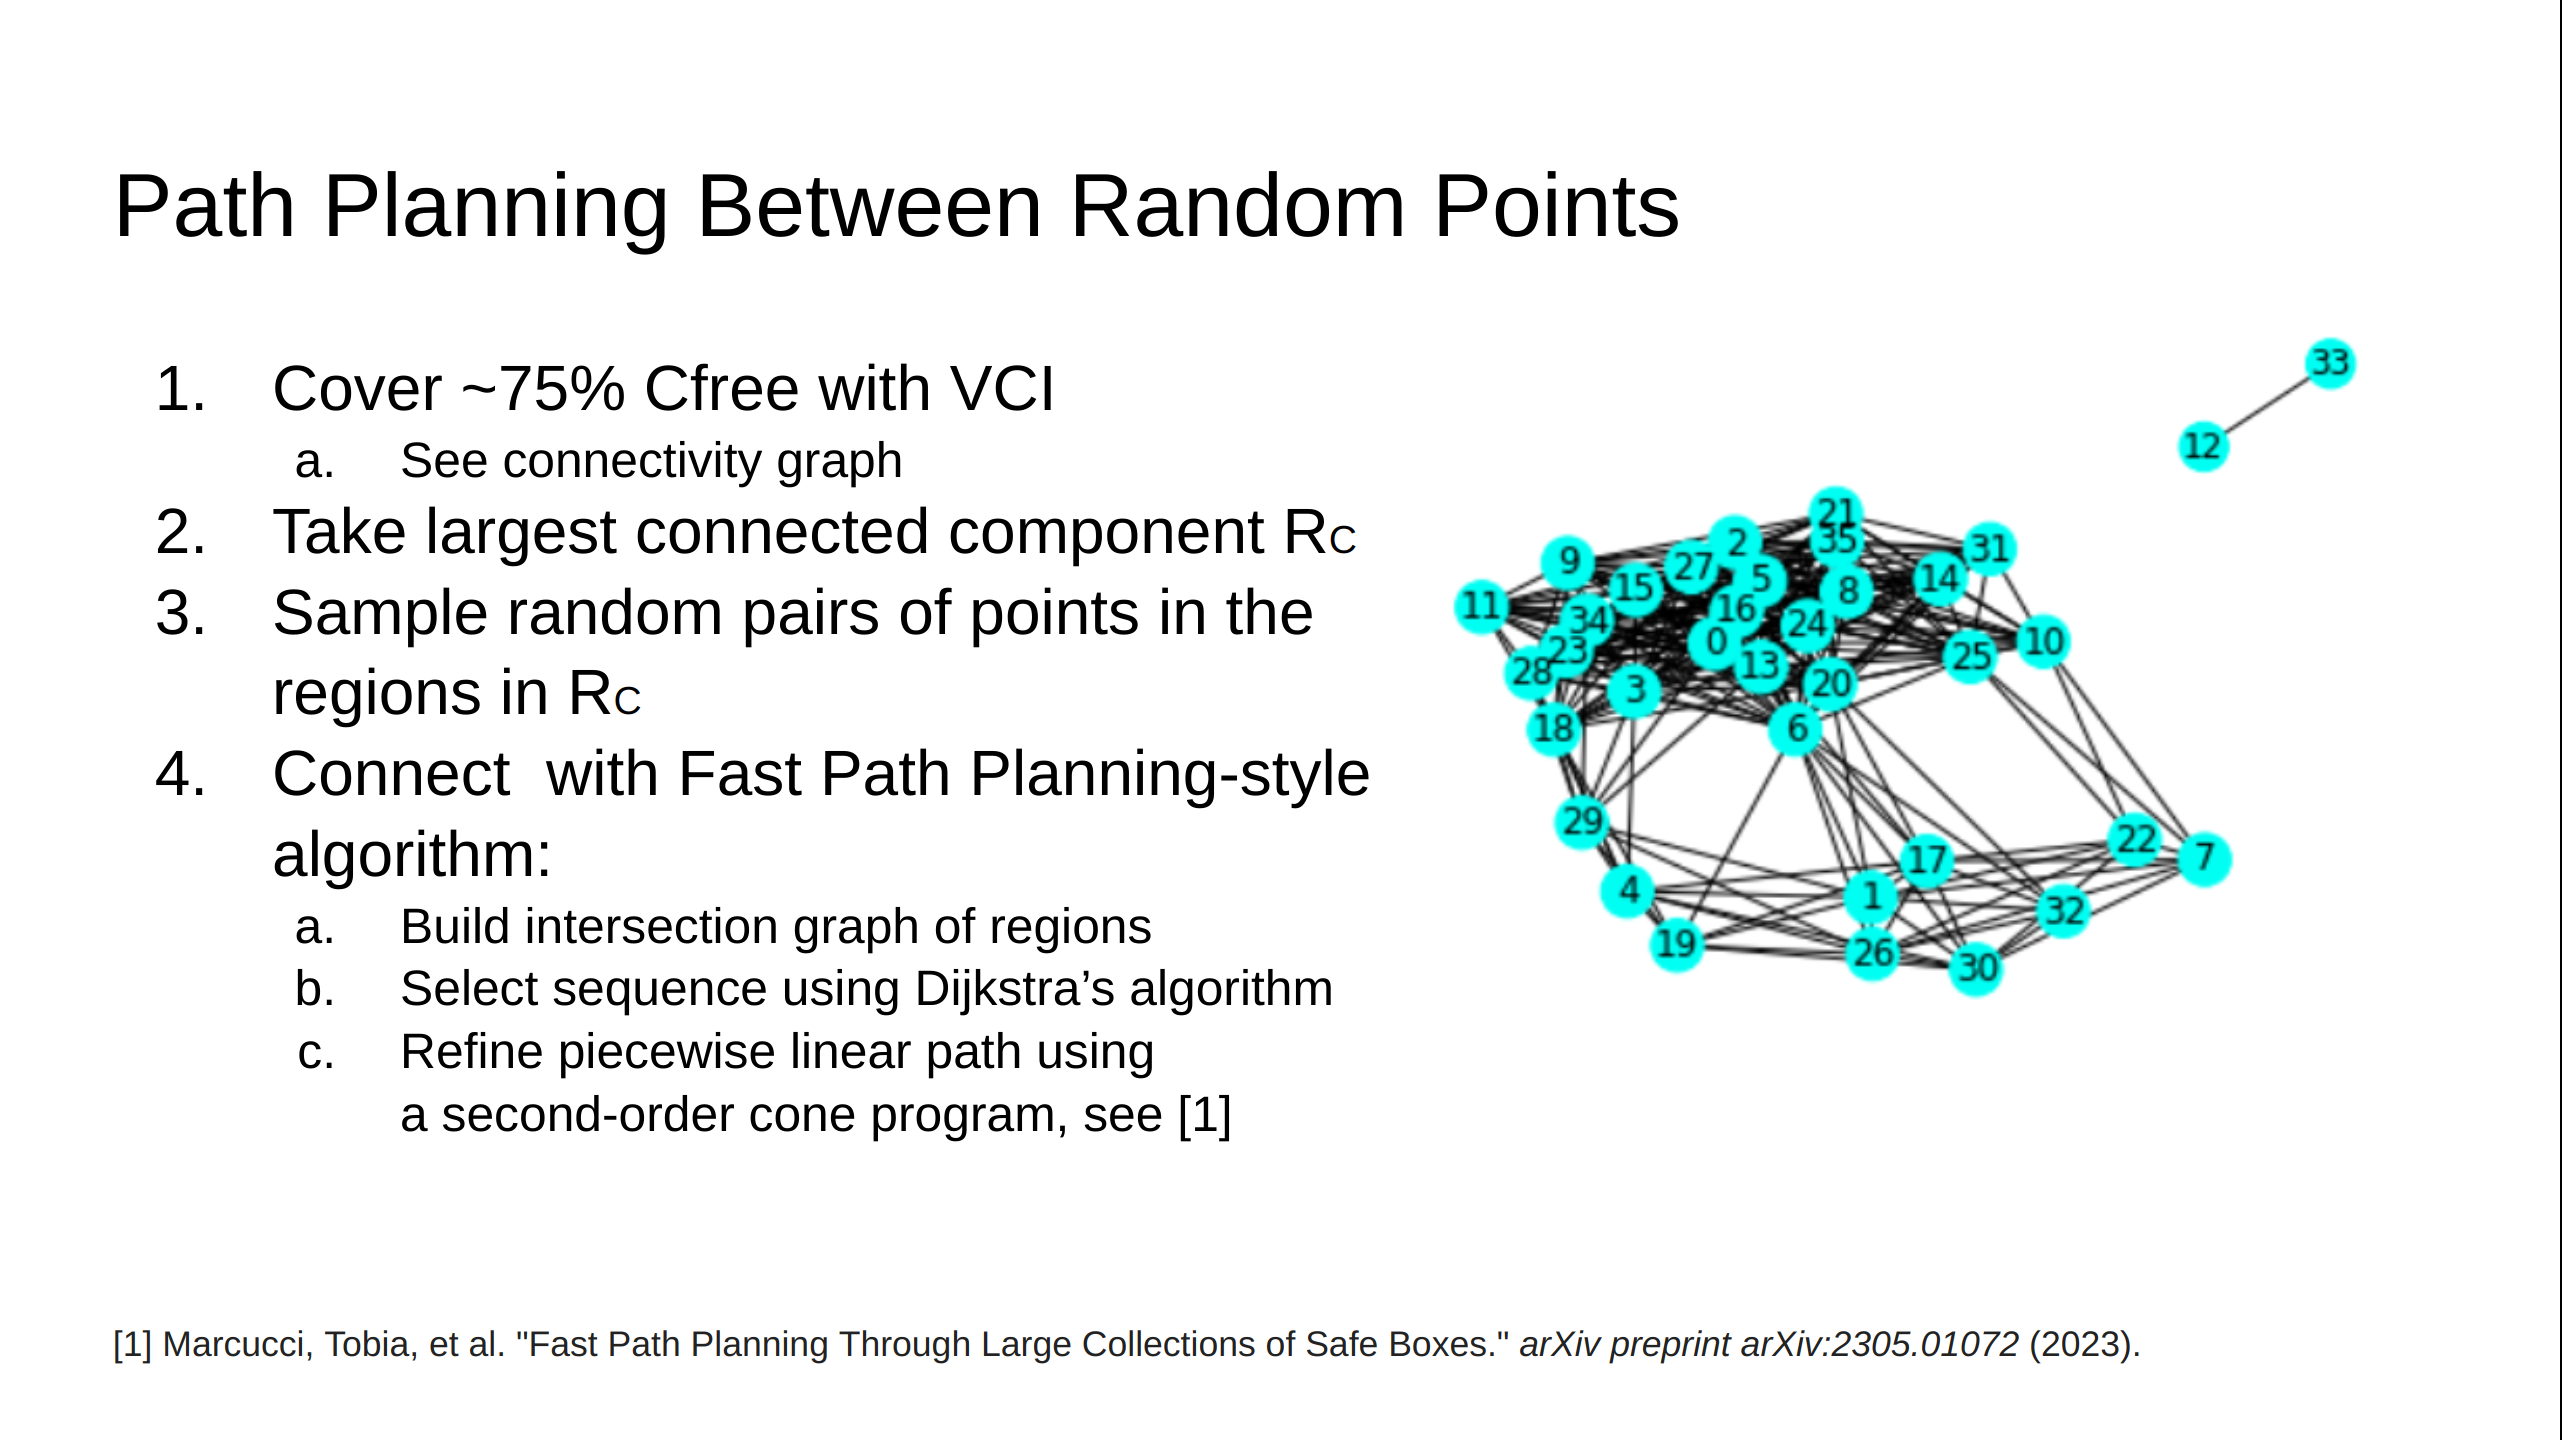 Path Planning Between Random Points
1. Cover ~75% Cfree with VCI
a. See connectivity graph
2. Take largest connected component RC
3. Sample random pairs of points in the
regions in RC
4. Connect  with Fast Path Planning-style
algorithm:
a. Build intersection graph of regions
b. Select sequence using Dijkstra’s algorithm
c. Refine piecewise linear path using
a second-order cone program, see [1]
33
12
21
2
35
31
9
27
5
14
15
8
11
16
34
24
0
10
23
25
13
28
20
3
18
6
29
22
17
7
4
1
32
19
26
30
[1] Marcucci, Tobia, et al. "Fast Path Planning Through Large Collections of Safe Boxes." arXiv preprint arXiv:2305.01072 (2023).